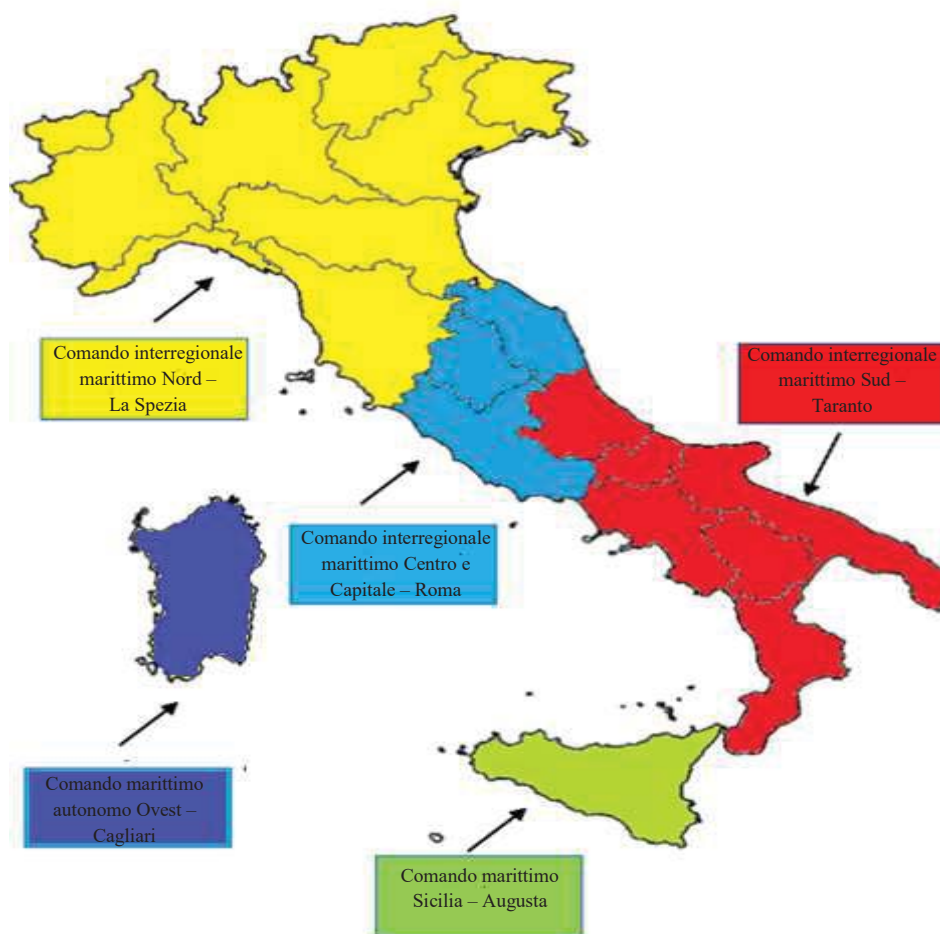 Comando interregionale
marittimo Nord –
La Spezia
Comando interregionale
marittimo Sud –
Taranto
Comando interregionale
marittimo Centro e
Capitale – Roma
Comando marittimo
autonomo Ovest –
Cagliari
Comando marittimo
Sicilia – Augusta